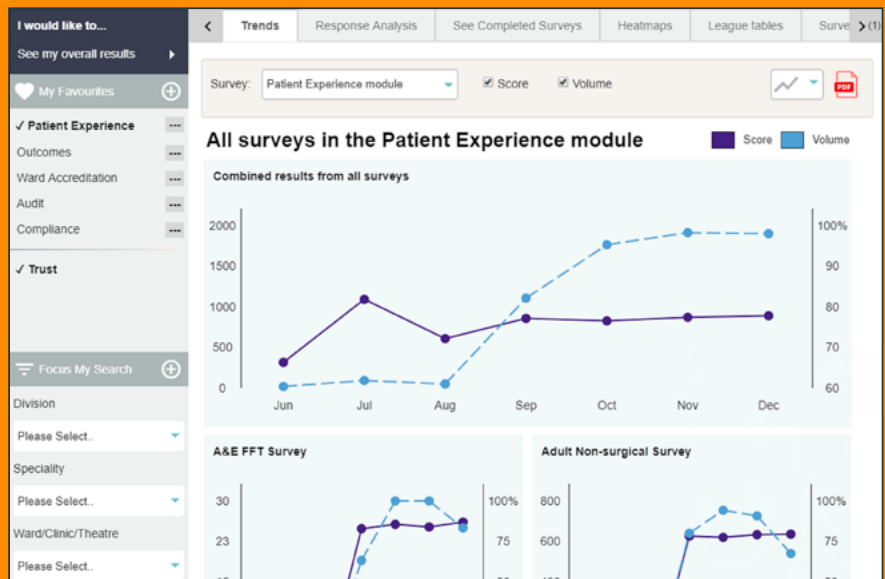 I would like to...
See my overall results
My Favourites
✓ Patient Experience
Outcomes
Ward Accreditation
Audit
Compliance
✓ Trust
Focus My Search
Division
Please Select..
Speciality
Please Select..
Ward/Clinic/Theatre
Please Select..
Trends Response Analysis See Completed Surveys Heatmaps League tables Surve (1)
Survey: Patient Experience module Score Volume PDF
All surveys in the Patient Experience module
Score Volume
Combined results from all surveys
2000 100%
1500 90
1000 80
500 70
0 60
Jun Jul Aug Sep Oct Nov Dec
A&E FFT Survey
30 100%
23 75
Adult Non-surgical Survey
800 100%
600 75